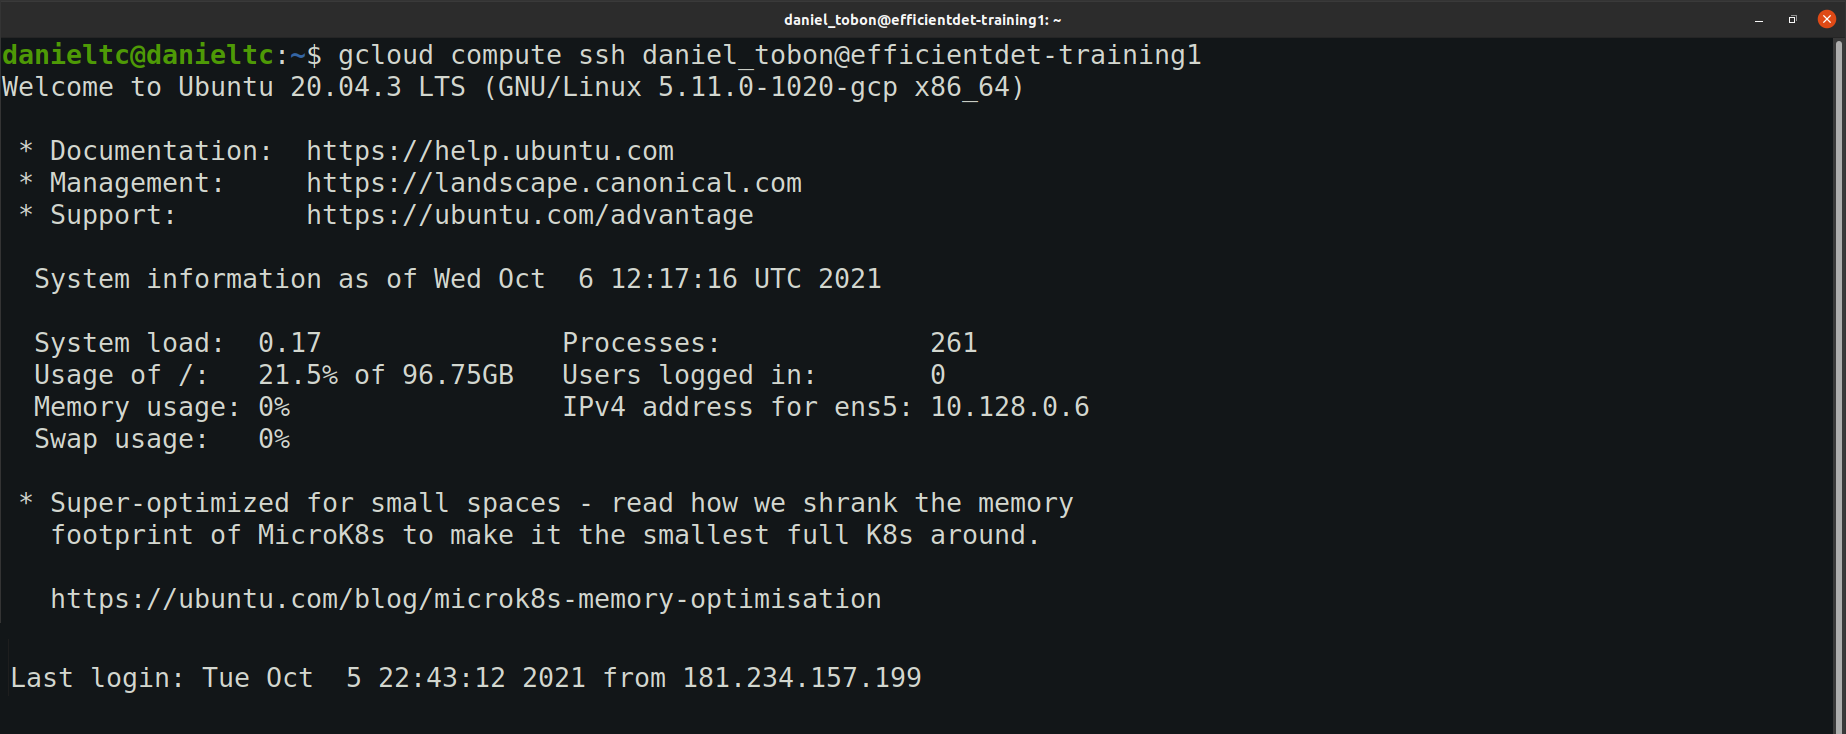 daniel_tobon@efficientdet-training1: ~
danieltc@danieltc:~$ gcloud compute ssh daniel_tobon@efficientdet-training1
Welcome to Ubuntu 20.04.3 LTS (GNU/Linux 5.11.0-1020-gcp x86_64)

 * Documentation:  https://help.ubuntu.com
 * Management:     https://landscape.canonical.com
 * Support:        https://ubuntu.com/advantage

  System information as of Wed Oct  6 12:17:16 UTC 2021

  System load:  0.17               Processes:             261
  Usage of /:   21.5% of 96.75GB   Users logged in:       0
  Memory usage: 0%                 IPv4 address for ens5: 10.128.0.6
  Swap usage:   0%

 * Super-optimized for small spaces - read how we shrank the memory
   footprint of MicroK8s to make it the smallest full K8s around.

   https://ubuntu.com/blog/microk8s-memory-optimisation

Last login: Tue Oct  5 22:43:12 2021 from 181.234.157.199